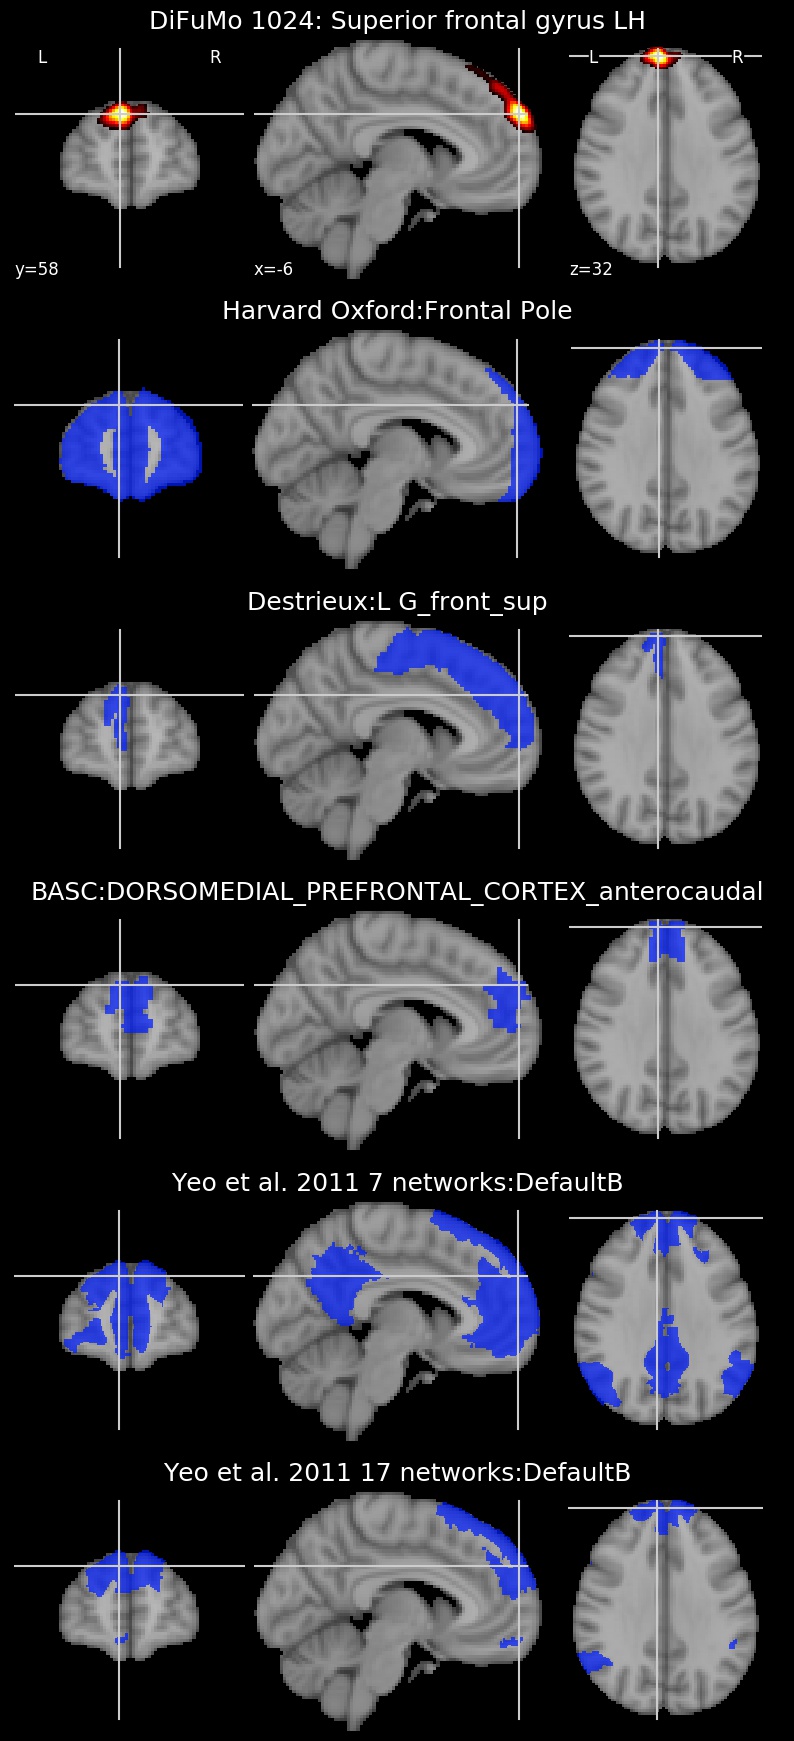 DiFuMo 1024: Superior frontal gyrus LH
L R L R
y=58 x=-6 z=32
Harvard Oxford:Frontal Pole
Destrieux:L G_front_sup
BASC:DORSOMEDIAL_PREFRONTAL_CORTEX_anterocaudal
Yeo et al. 2011 7 networks:DefaultB
Yeo et al. 2011 17 networks:DefaultB